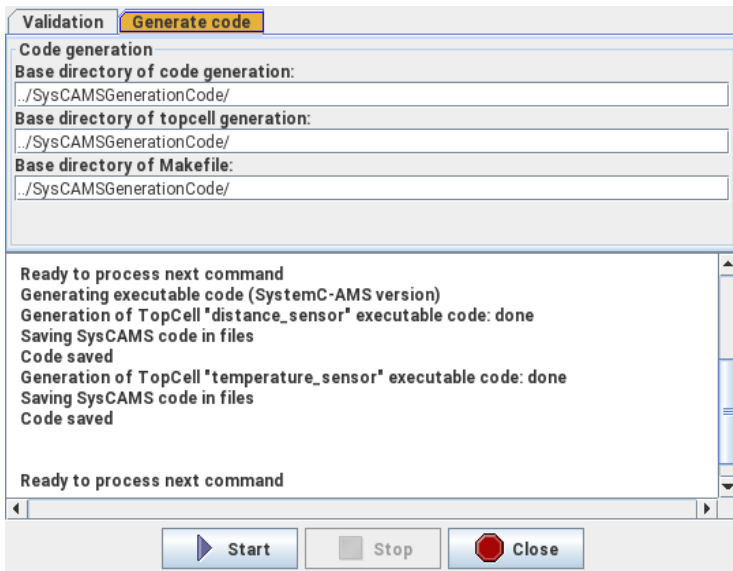 Validation Generate code
Code generation
Base directory of code generation:
../SysCAMSGenerationCode/
Base directory of topcell generation:
../SysCAMSGenerationCode/
Base directory of Makefile:
../SysCAMSGenerationCode/
Ready to process next command
Generating executable code (SystemC-AMS version)
Generation of TopCell "distance_sensor" executable code: done
Saving SysCAMS code in files
Code saved
Generation of TopCell "temperature_sensor" executable code: done
Saving SysCAMS code in files
Code saved
Ready to process next command
Start Stop Close